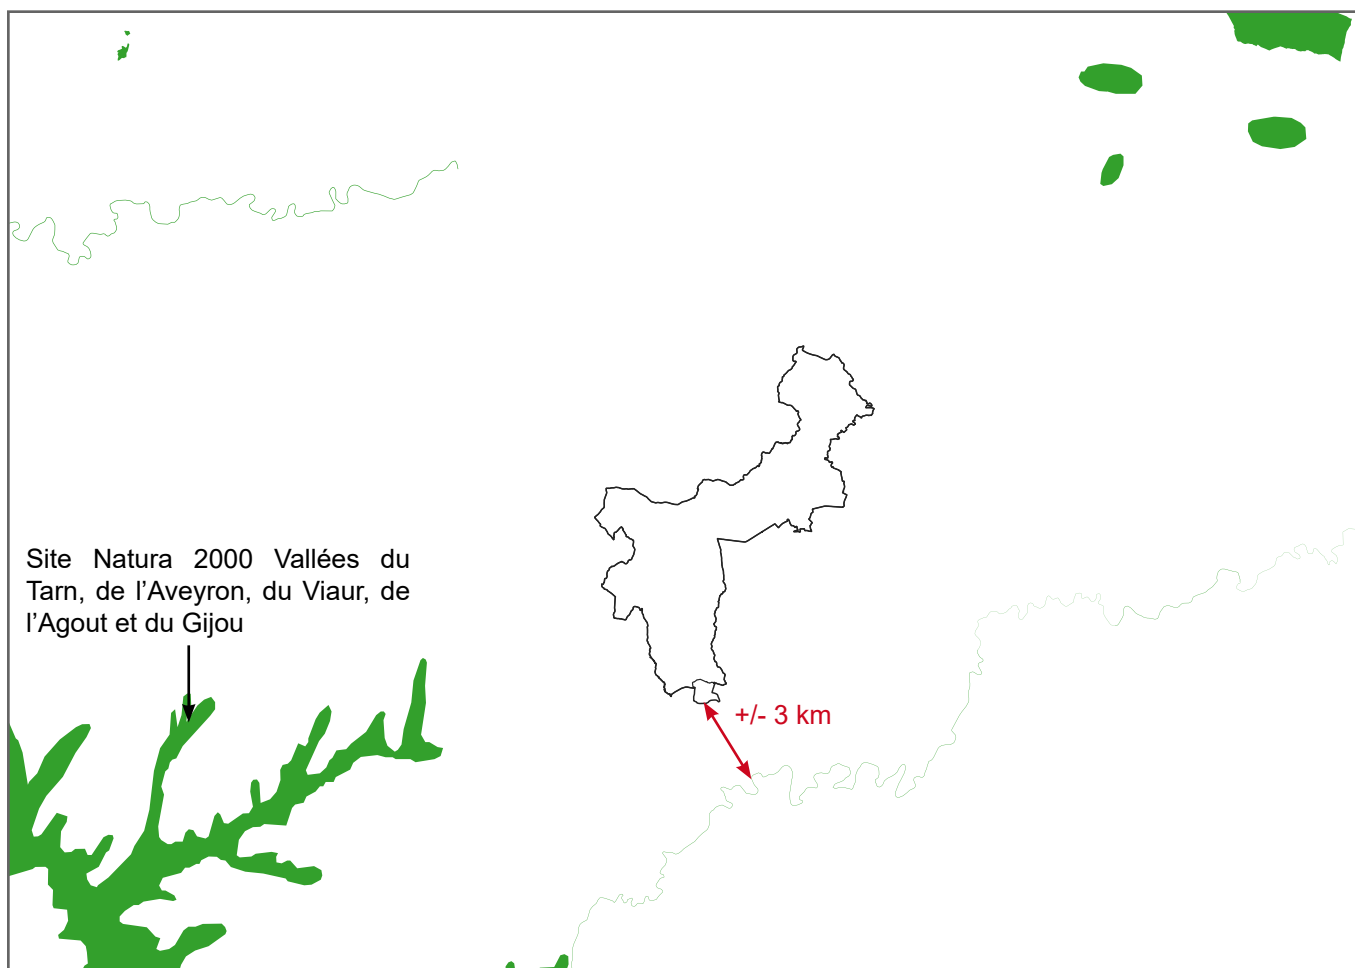 Site Natura 2000 Vallées du
Tarn, de l’Aveyron, du Viaur, de
l’Agout et du Gijou
+/- 3 km